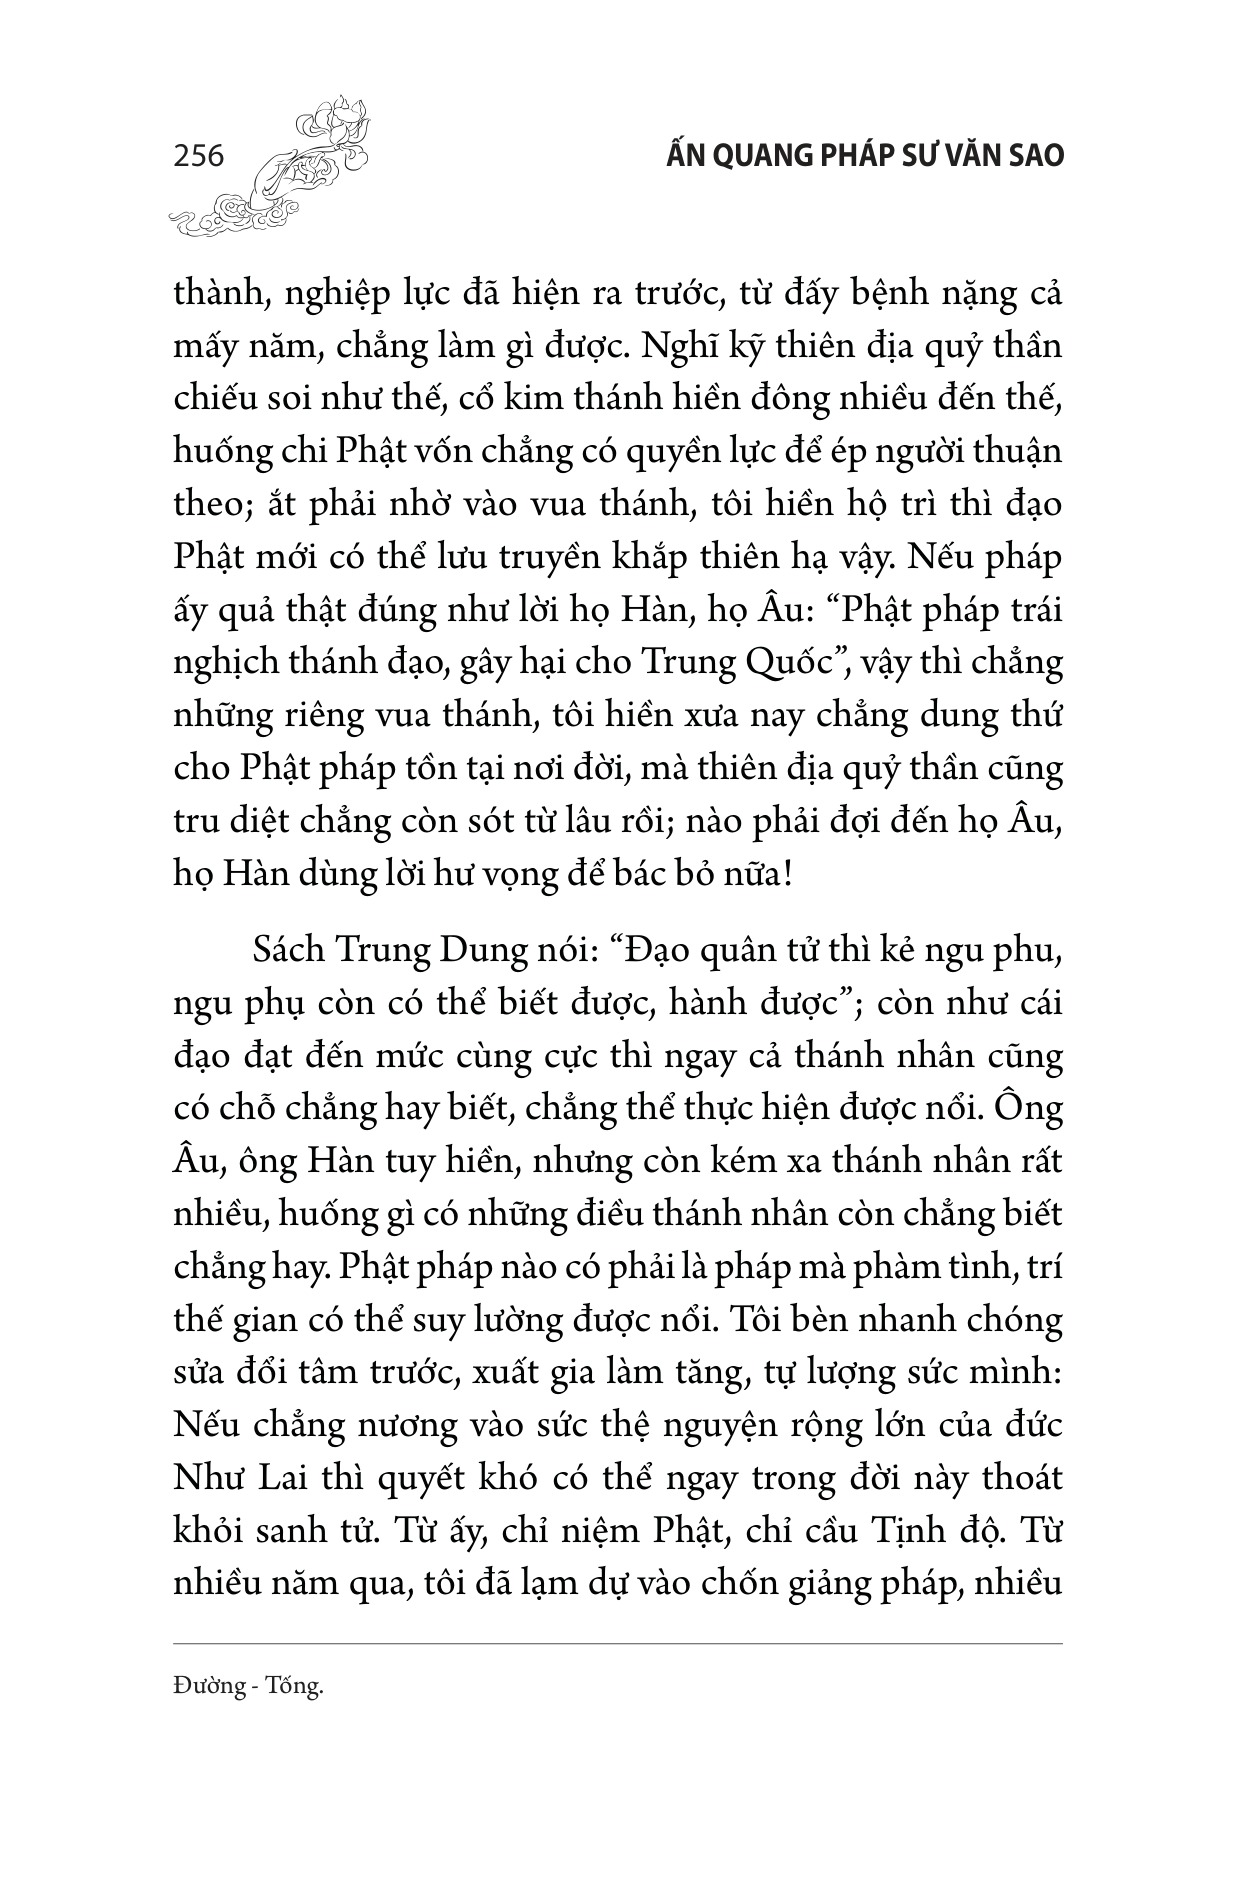 256
ẤN QUANG PHÁP SƯ VĂN SAO
thành, nghiệp lực đã hiện ra trước, từ đấy bệnh nặng cả
mấy năm, chẳng làm gì được. Nghĩ kỹ thiên địa quỷ thần
chiếu soi như thế, cổ kim thánh hiền đông nhiều đến thế,
huống chi Phật vốn chẳng có quyền lực để ép người thuận
theo; ắt phải nhờ vào vua thánh, tôi hiền hộ trì thì đạo
Phật mới có thể lưu truyền khắp thiên hạ vậy. Nếu pháp
ấy quả thật đúng như lời họ Hàn, họ Âu: “Phật pháp trái
nghịch thánh đạo, gây hại cho Trung Quốc”, vậy thì chẳng
những riêng vua thánh, tôi hiền xưa nay chẳng dung thứ
cho Phật pháp tồn tại nơi đời, mà thiên địa quỷ thần cũng
tru diệt chẳng còn sót từ lâu rồi; nào phải đợi đến họ Âu,
họ Hàn dùng lời hư vọng để bác bỏ nữa!
Sách Trung Dung nói: “Đạo quân tử thì kẻ ngu phu,
ngu phụ còn có thể biết được, hành được”; còn như cái
đạo đạt đến mức cùng cực thì ngay cả thánh nhân cũng
có chỗ chẳng hay biết, chẳng thể thực hiện được nổi. Ông
Âu, ông Hàn tuy hiền, nhưng còn kém xa thánh nhân rất
nhiều, huống gì có những điều thánh nhân còn chẳng biết
chẳng hay. Phật pháp nào có phải là pháp mà phàm tình, trí
thế gian có thể suy lường được nổi. Tôi bèn nhanh chóng
sửa đổi tâm trước, xuất gia làm tăng, tự lượng sức mình:
Nếu chẳng nương vào sức thệ nguyện rộng lớn của đức
Như Lai thì quyết khó có thể ngay trong đời này thoát
khỏi sanh tử. Từ ấy, chỉ niệm Phật, chỉ cầu Tịnh độ. Từ
nhiều năm qua, tôi đã lạm dự vào chốn giảng pháp, nhiều
Đường - Tống.